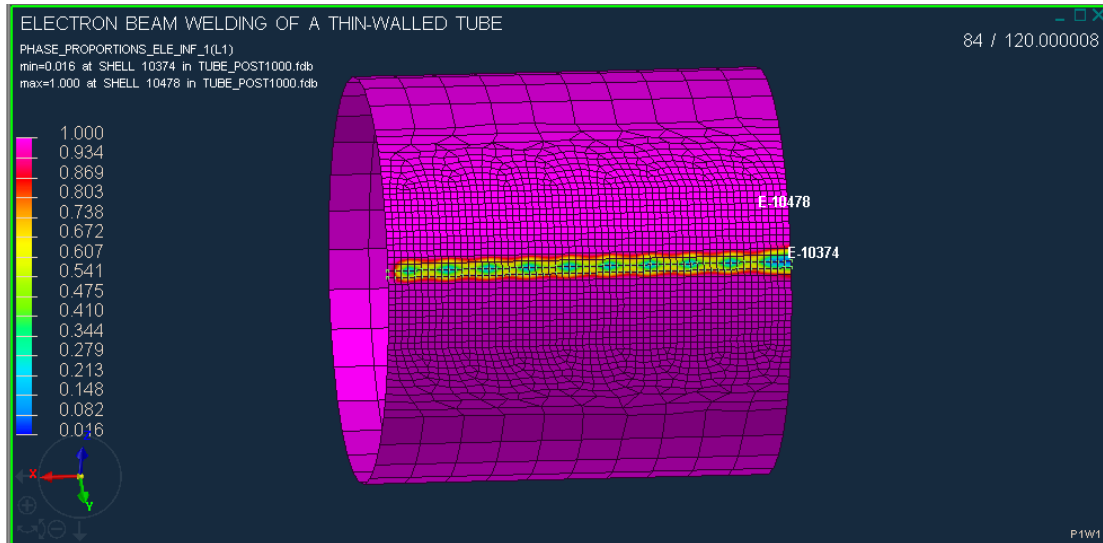 ELECTRON BEAM WELDING OF A THIN-WALLED TUBE
84 / 120.000008
PHASE_PROPORTIONS_ELE_INF_1(L1)
min=0.016 at SHELL 10374 in TUBE_POST1000.fdb
max=1.000 at SHELL 10478 in TUBE_POST1000.fdb
1.000
0.934
0.869
0.803
0.738
0.672
0.607
0.541
0.475
0.410
0.344
0.279
0.213
0.148
0.082
0.016
E-10478
E-10374
X
Y
P1W1